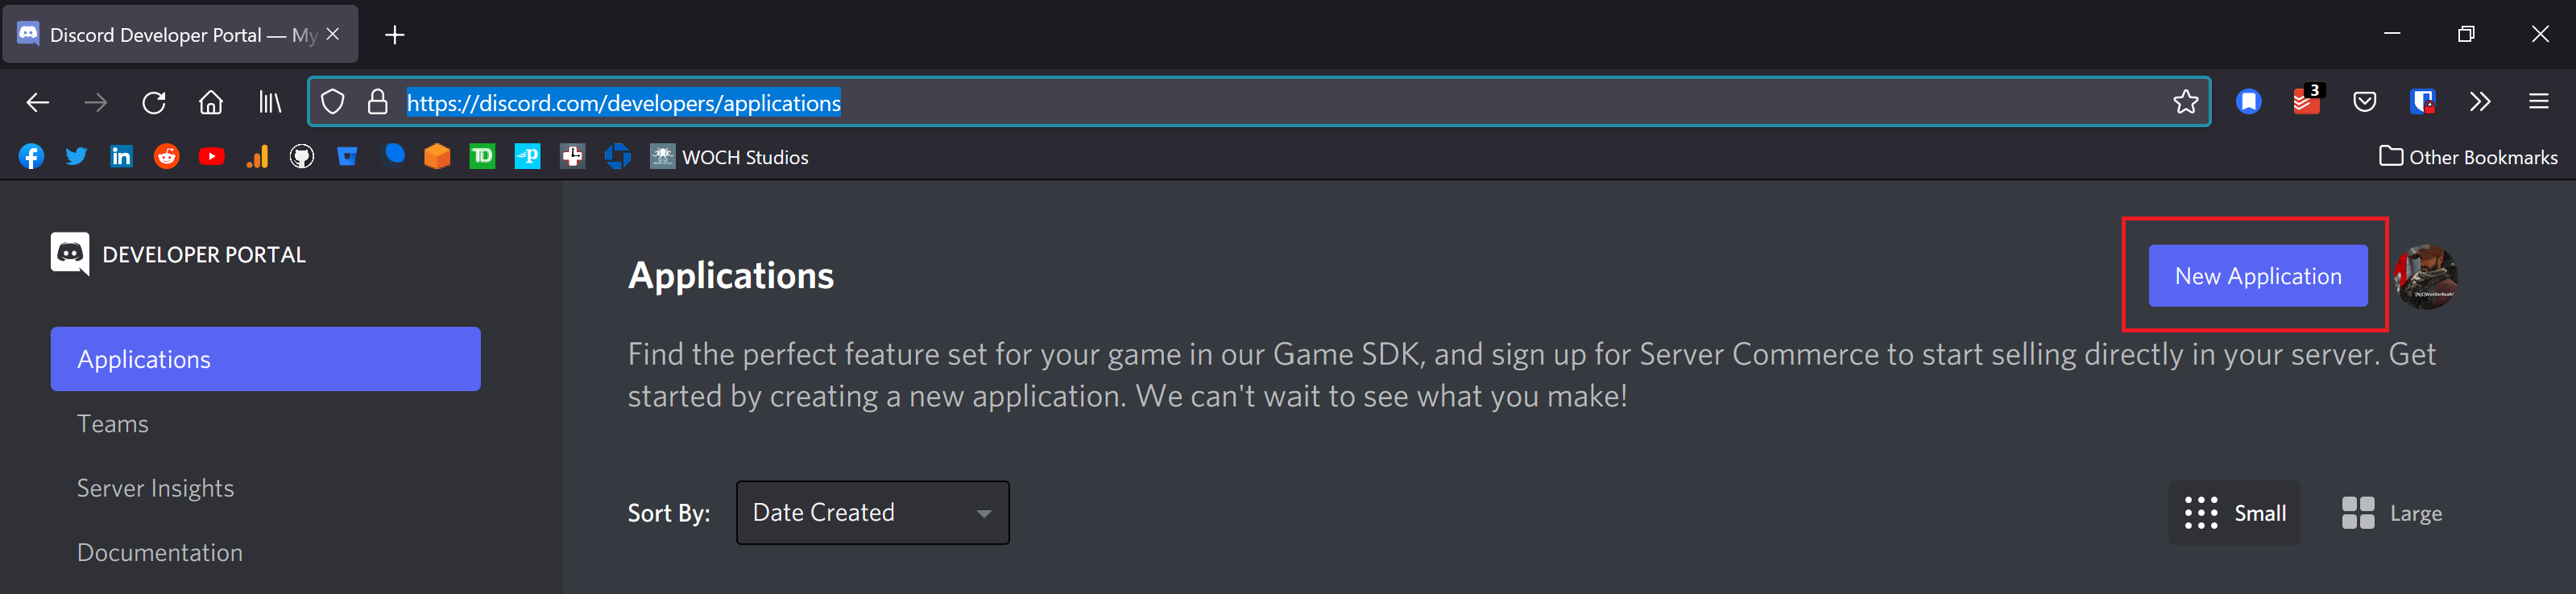 Discord Developer Portal — My
https://discord.com/developers/applications
3
WOCH Studios
Other Bookmarks
DEVELOPER PORTAL
Applications
Teams
Server Insights
Documentation
Applications
New Application
Find the perfect feature set for your game in our Game SDK, and sign up for Server Commerce to start selling directly in your server. Get
started by creating a new application. We can't wait to see what you make!
Sort By:
Date Created
Small
Large